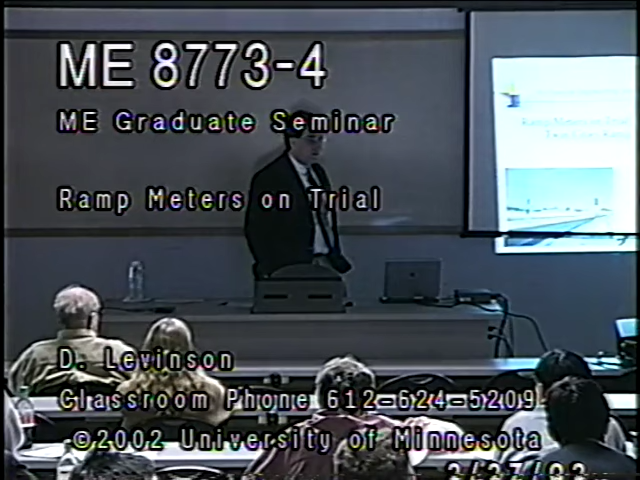 ME 8773-4
ME Graduate Seminar
Ramp Meters on Trial
D. Levinson
Classroom Phone 612-624-5209
©2002 University of Minnesota